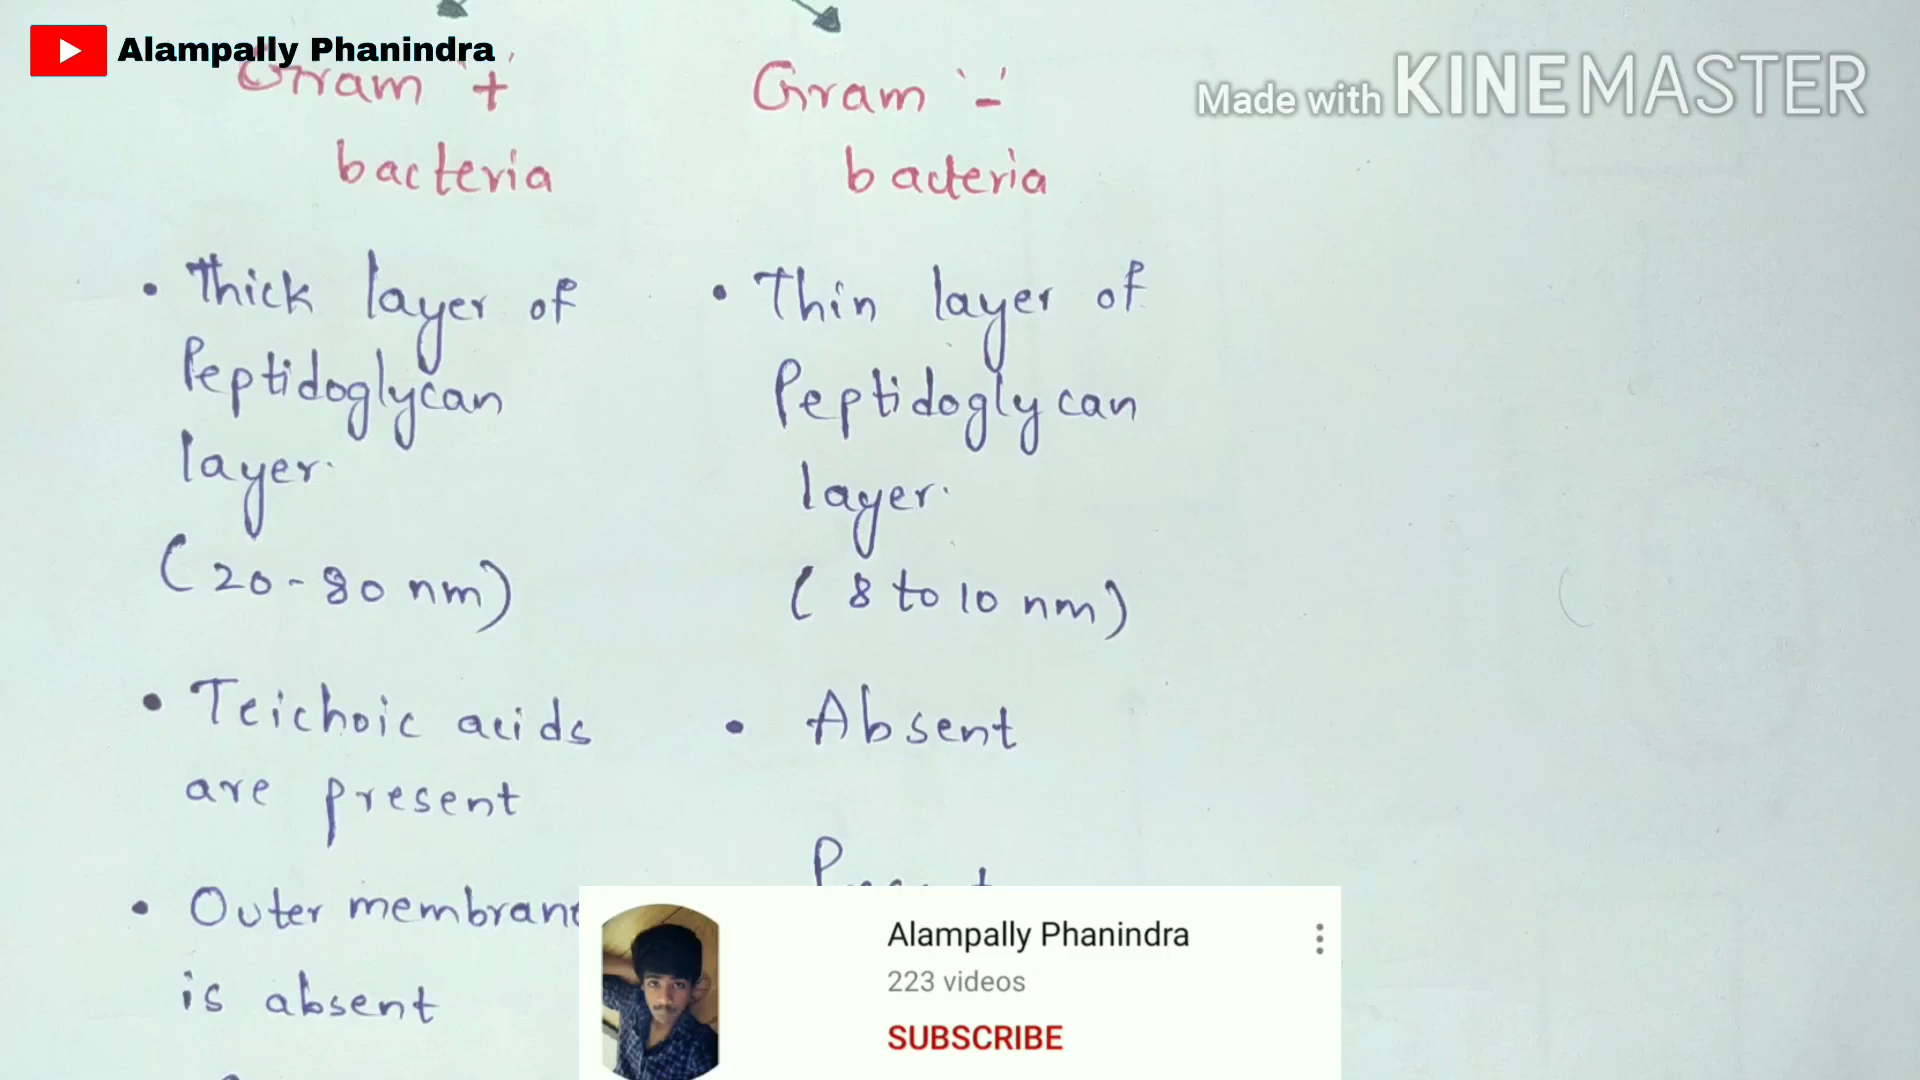 Alampally Phanindra
Made with KINEMASTER
Gram '+'
bacteria
• Thick layer of
Peptidoglycan
layer.
(20-80 nm)
• Teichoic acids
are present
• Outer membrane
is absent
Gram '-'
bacteria
• Thin layer of
Peptidoglycan
layer.
(8 to 10 nm)
• Absent
Alampally Phanindra
223 videos
SUBSCRIBE